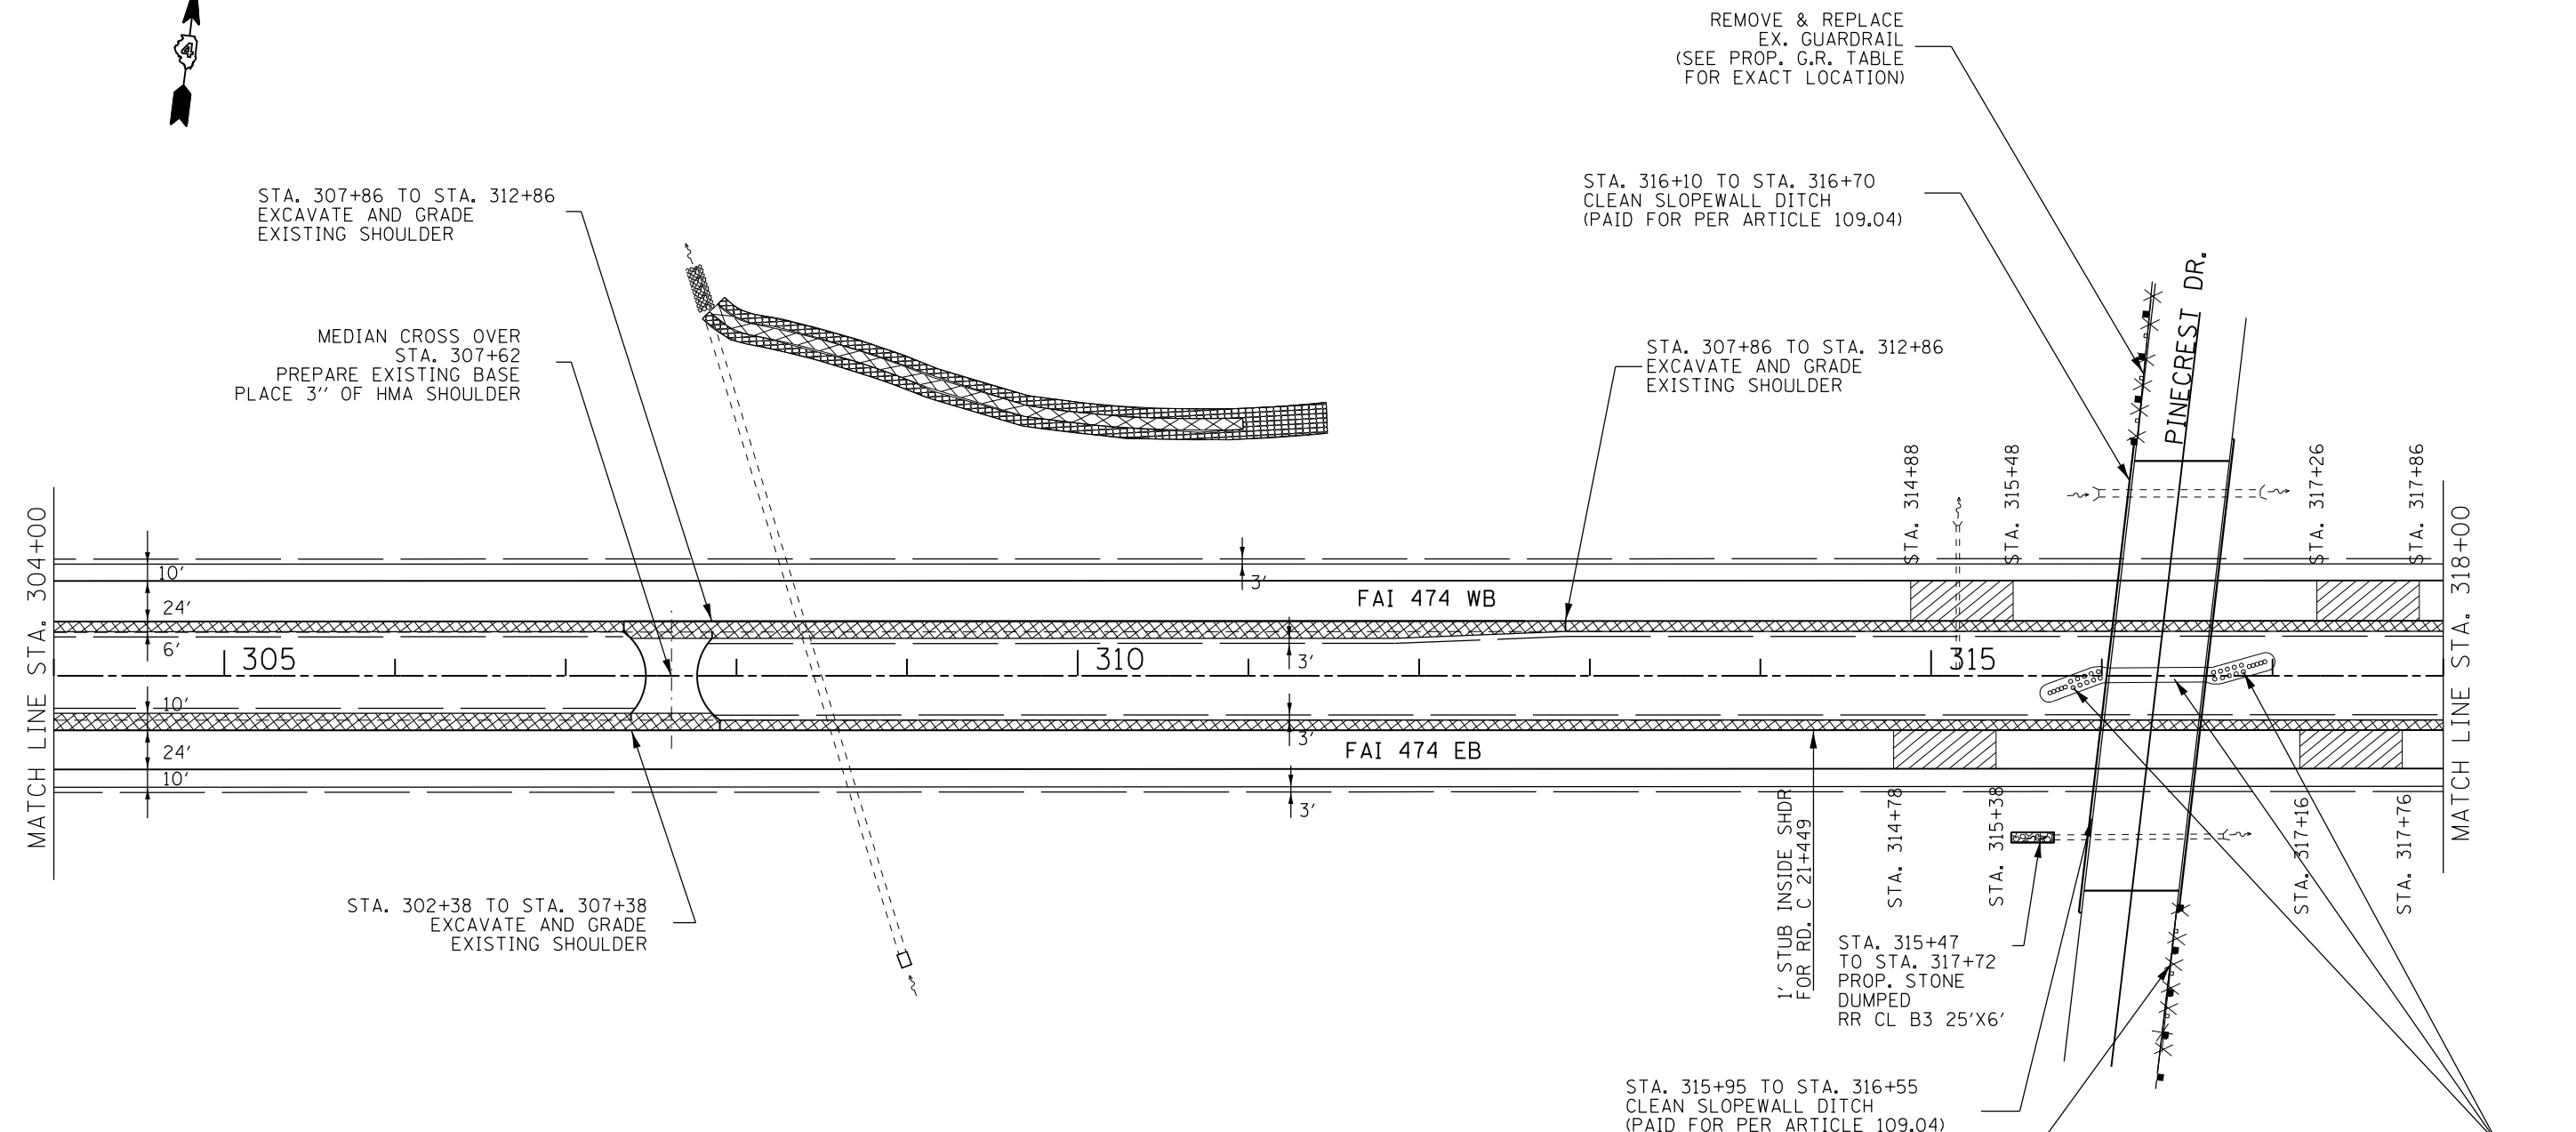 4
REMOVE & REPLACE
EX. GUARDRAIL
(SEE PROP. G.R. TABLE
FOR EXACT LOCATION)
STA. 307+86 TO STA. 312+86
EXCAVATE AND GRADE
EXISTING SHOULDER
STA. 316+10 TO STA. 316+70
CLEAN SLOPEWALL DITCH
(PAID FOR PER ARTICLE 109.04)
MEDIAN CROSS OVER
STA. 307+62
PREPARE EXISTING BASE
PLACE 3'' OF HMA SHOULDER
STA. 307+86 TO STA. 312+86
EXCAVATE AND GRADE
EXISTING SHOULDER
PINECREST DR.
STA. 314+88
STA. 315+48
STA. 317+26
STA. 317+86
MATCH LINE STA. 304+00
MATCH LINE STA. 318+00
10'
3'
24'
FAI 474 WB
6'
305
310
3'
315
10'
3'
24'
FAI 474 EB
10'
3'
1' STUB INSIDE SHDR
FOR RD. C 21+449
STA. 314+78
STA. 315+38
STA. 317+16
STA. 317+76
STA. 302+38 TO STA. 307+38
EXCAVATE AND GRADE
EXISTING SHOULDER
STA. 315+47
TO STA. 317+72
PROP. STONE
DUMPED
RR CL B3 25'X6'
STA. 315+95 TO STA. 316+55
CLEAN SLOPEWALL DITCH
(PAID FOR PER ARTICLE 109.04)